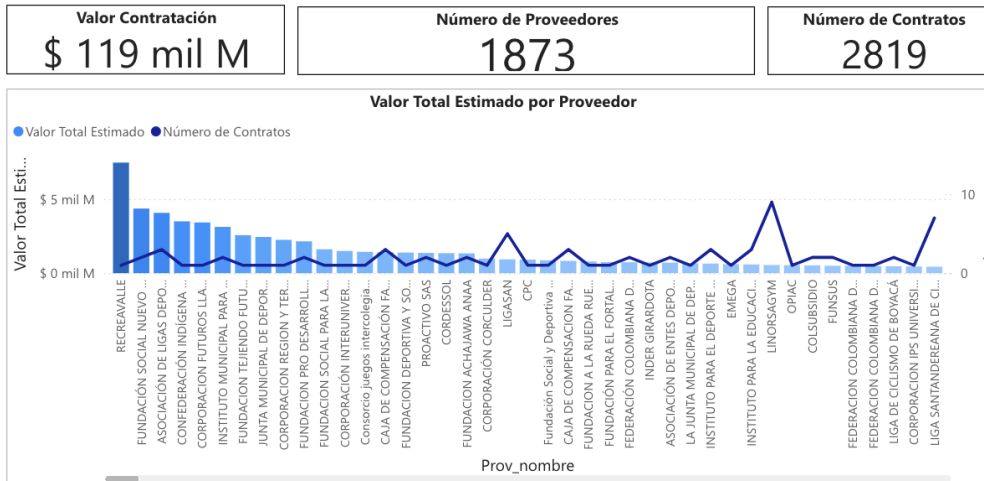 Valor Contratación
$ 119 mil M
Número de Proveedores
1873
Número de Contratos
2819
Valor Total Estimado por Proveedor
Valor Total Estimado
Número de Contratos
Valor Total Esti...
$ 5 mil M
$ 0 mil M
10
0
RECREAVALLE
FUNDACIÓN SOCIAL NUEVO ...
ASOCIACIÓN DE LIGAS DEPO...
CONFEDERACIÓN INDÍGENA ...
CORPORACION FUTUROS LLA...
INSTITUTO MUNICIPAL PARA ...
FUNDACION TEJIENDO FUTU...
JUNTA MUNICIPAL DE DEPOR...
CORPORACION REGION Y TER...
FUNDACION PRO DESARROLL...
FUNDACION SOCIAL PARA LA...
CORPORACIÓN INTERUNIVER...
Consorcio juegos intercolegia...
CAJA DE COMPENSACIÓN FA...
FUNDACION DEPORTIVA Y SO...
PROACTIVO SAS
CORDESSOL
FUNDACION ACHAJAWA ANAA
CORPORACIÓN CORCULDER
LIGASAN
CPC
Fundación Social y Deportiva ...
CAJA DE COMPENSACION FA...
FUNDACION A LA RUEDA RUE...
FUNDACIÓN PARA EL FORTAL...
FEDERACIÓN COLOMBIANA D...
INDER GIRARDOTA
ASOCIACIÓN DE ENTES DEPO...
LA JUNTA MUNICIPAL DE DEP...
INSTITUTO PARA EL DEPORTE ...
EMEGA
INSTITUTO PARA LA EDUCACI...
LINORSAGYM
OPIAC
COLSUBSIDIO
FUNSUS
FEDERACION COLOMBIANA D...
FEDERACION COLOMBIANA D...
LIGA DE CICLISMO DE BOYACÁ
CORPORACION IPS UNIVERSI...
LIGA SANTANDEREANA DE CI...
Prov_nombre